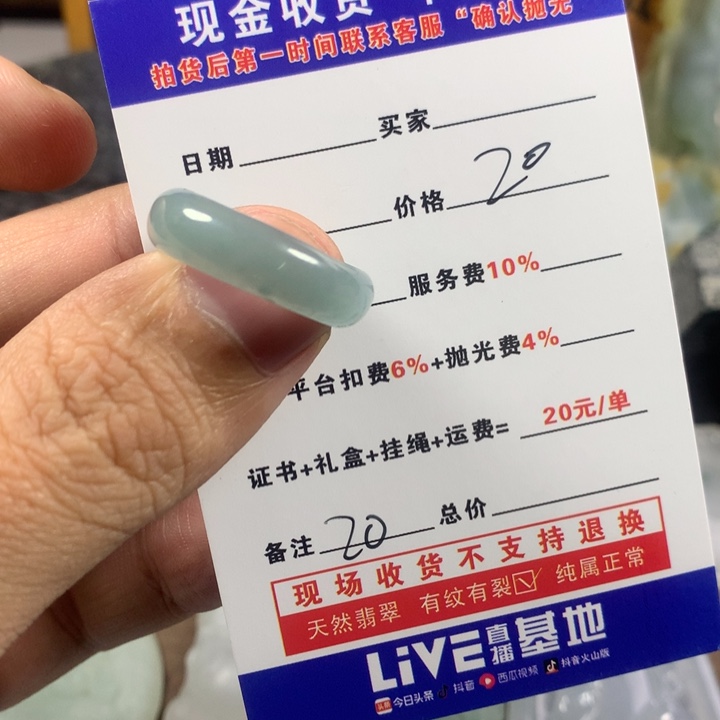 现金收货
拍货后第一时间联系客服“确认抛光
日期 买家
价格 20
服务费10%
平台扣费6%+抛光费4%
证书+礼盒+挂绳+运费= 20元/单
备注 20 总价
现场收货不支持退换
天然翡翠 有纹有裂☑ 纯属正常
LiVE直播基地
头条 今日头条 抖音 西瓜视频 抖音火山版